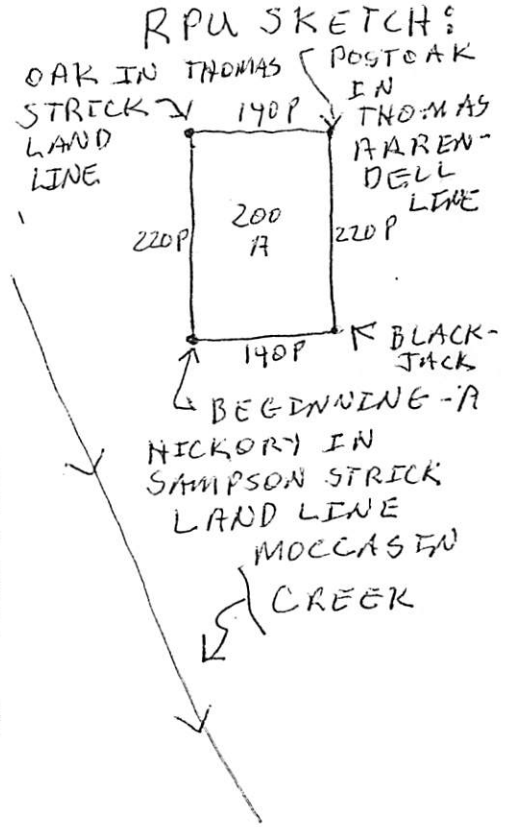 RPU SKETCH:
OAK IN THOMAS
STRICK
LAND
LINE
POSTOAK
IN
THOMAS
AAREN-
DELL
LINE
140P
220P
200
A
220P
140P
BLACK-
JACK
BEGINNING-A
HICKORY IN
SAMPSON STRICK
LAND LINE
MOCCASIN
CREEK